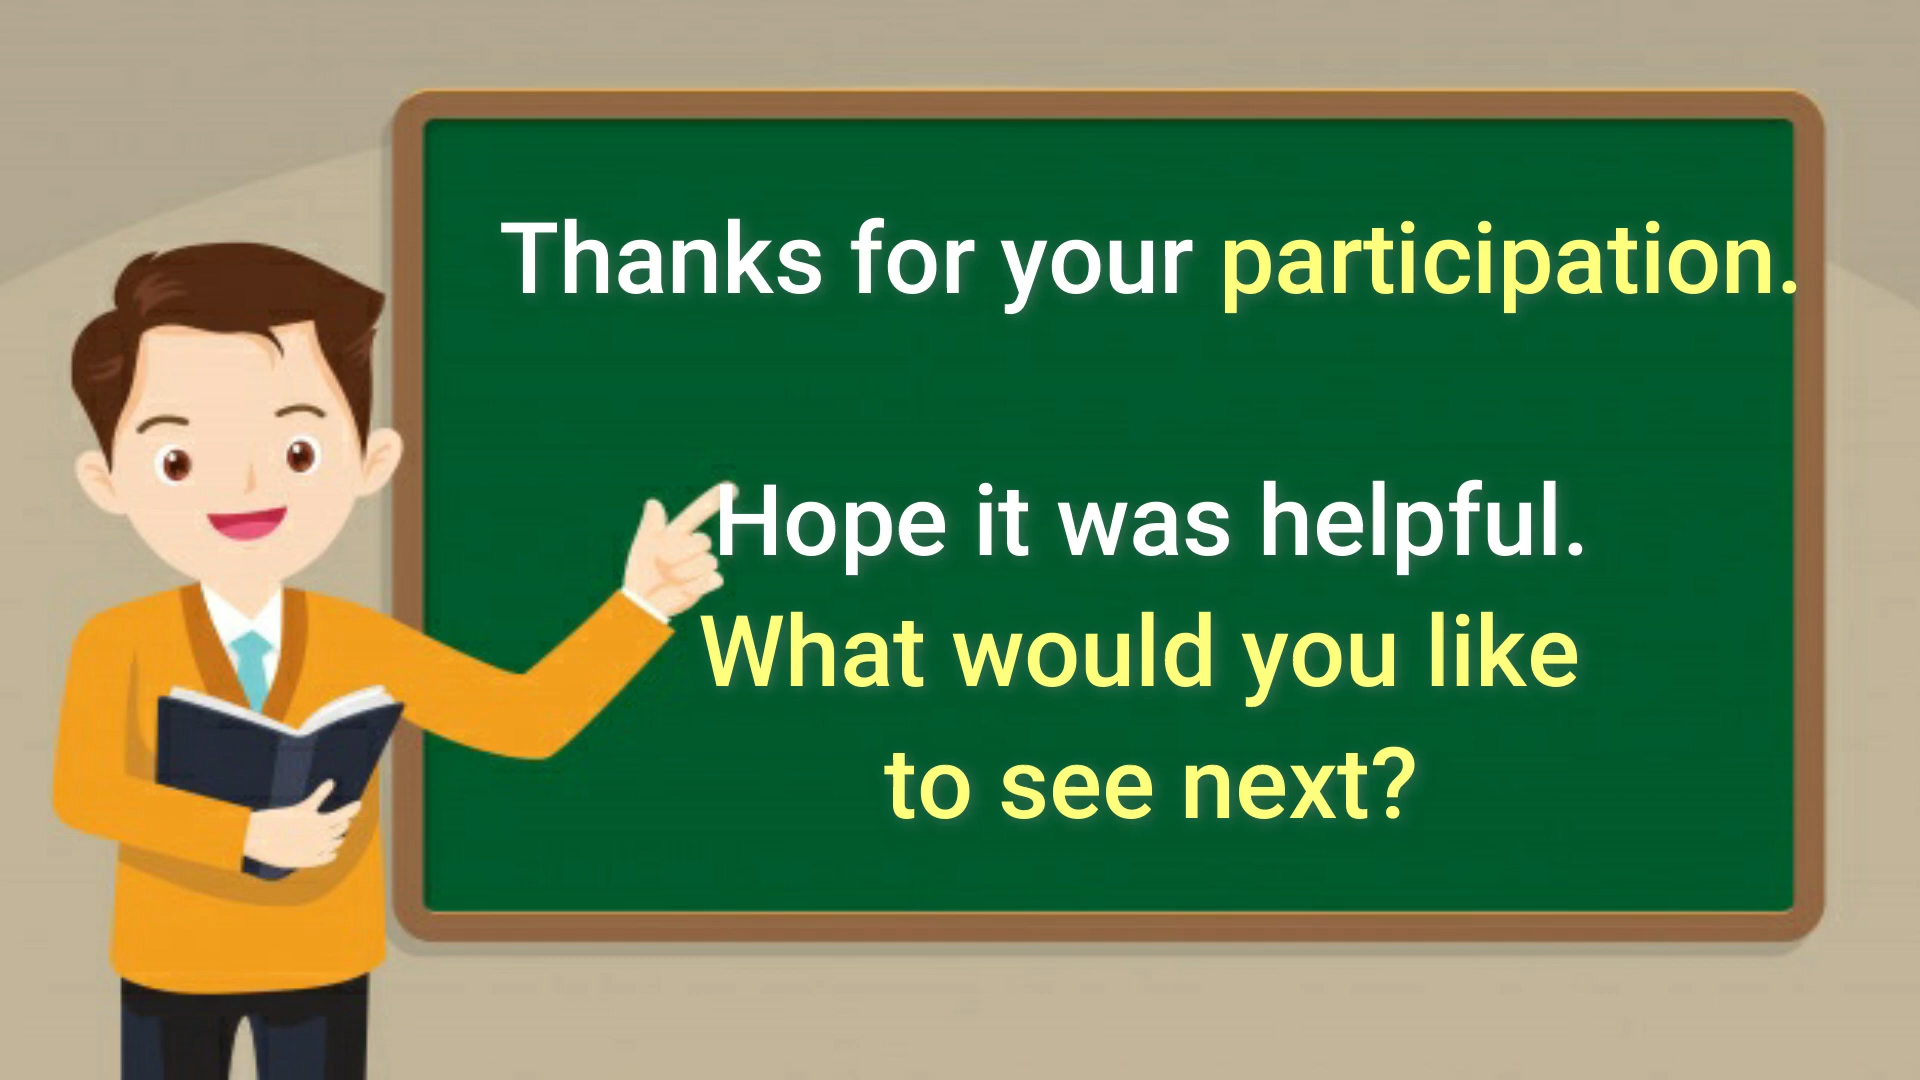 Thanks for your participation.
Hope it was helpful.
What would you like
to see next?